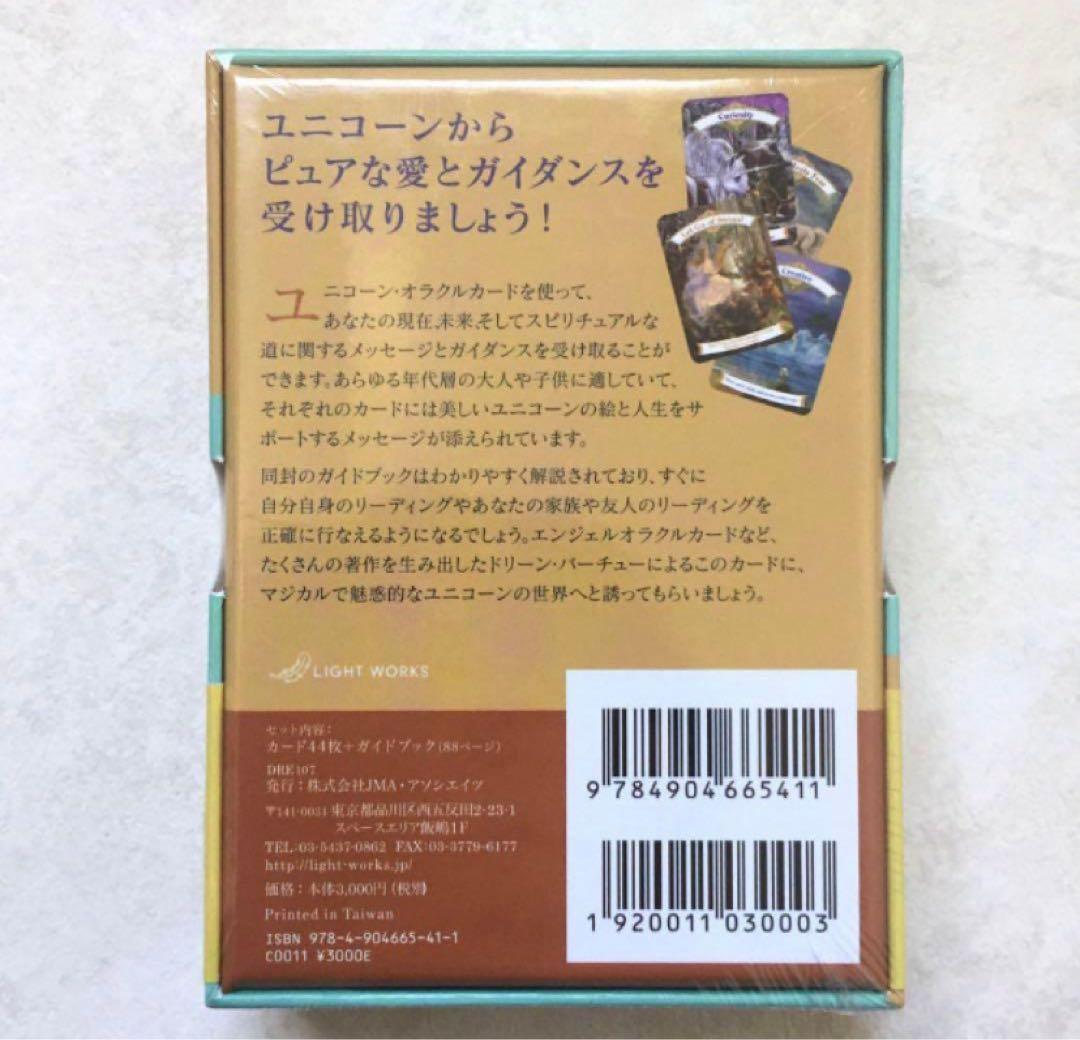 ユニコーンから
ピュアな愛とガイダンスを
受け取りましょう！
Curiosity
Let Go of
Creative
ユニコーン・オラクルカードを使って、
あなたの現在、未来、そしてスピリチュアルな
道に関するメッセージとガイダンスを受け取ることが
できます。あらゆる年代層の大人や子供に適していて、
それぞれのカードには美しいユニコーンの絵と人生をサ
ポートするメッセージが添えられています。
同封のガイドブックはわかりやすく解説されており、すぐに
自分自身のリーディングやあなたの家族や友人のリーディングを
正確に行なえるようになるでしょう。エンジェルオラクルカードなど、
たくさんの著作を生み出したドリーン・バーチューによるこのカードに、
マジカルで魅惑的なユニコーンの世界へと誘ってもらいましょう。
LIGHT WORKS
セット内容：
カード44枚＋ガイドブック(88ページ)
DRE107
発行：株式会社JMA・アソシエイツ
〒141-0031 東京都品川区西五反田2-23-1
スペースエリア飯嶋1F
TEL:03-5437-0862 FAX:03-3779-6177
http://light-works.jp/
価格：本体3,000円（税別）
Printed in Taiwan
ISBN 978-4-904665-41-1
C0011 ¥3000E
9 784904 665411
1 920011 030003